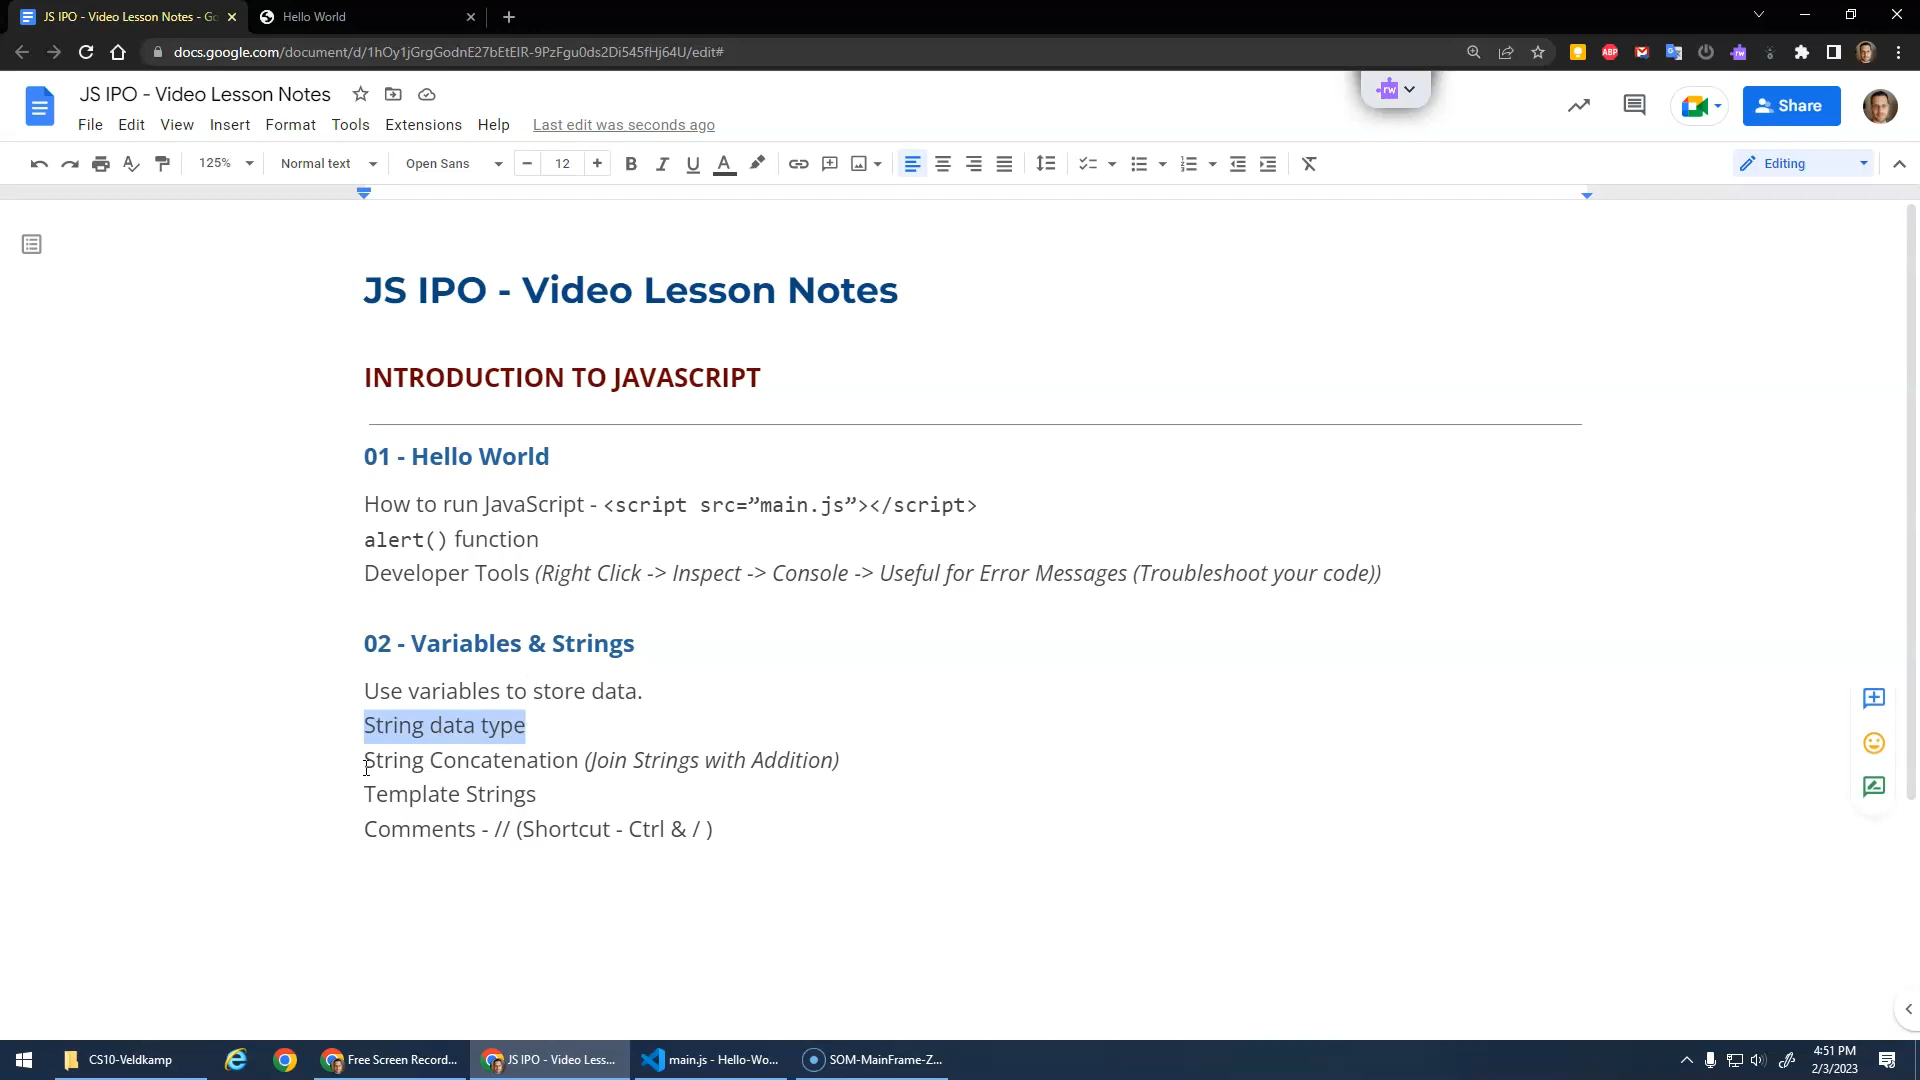 JS IPO - Video Lesson Notes - Go
Hello World
docs.google.com/document/d/1hOy1jGrgGodnE27bEtElR-9PzFgu0ds2Di545fHj64U/edit#
JS IPO - Video Lesson Notes
Share
File Edit View Insert Format Tools Extensions Help Last edit was seconds ago
125% Normal text Open Sans 12 Editing
JS IPO - Video Lesson Notes
INTRODUCTION TO JAVASCRIPT
01 - Hello World
How to run JavaScript - <script src=”main.js”></script>
alert() function
Developer Tools (Right Click -> Inspect -> Console -> Useful for Error Messages (Troubleshoot your code))
02 - Variables & Strings
Use variables to store data.
String data type
String Concatenation (Join Strings with Addition)
Template Strings
Comments - // (Shortcut - Ctrl & / )
CS10-Veldkamp
Free Screen Record...
JS IPO - Video Less...
main.js - Hello-Wo...
SOM-MainFrame-Z...
4:51 PM
2/3/2023